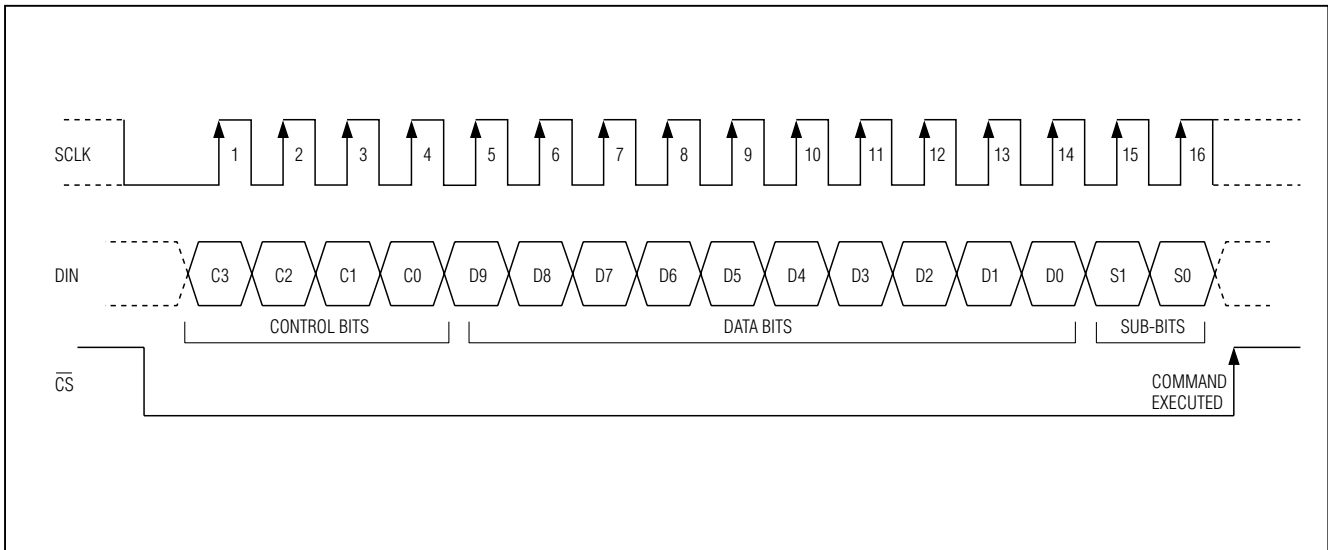 SCLK 1 2 3 4 5 6 7 8 9 10 11 12 13 14 15 16
DIN C3 C2 C1 C0 D9 D8 D7 D6 D5 D4 D3 D2 D1 D0 S1 S0
CONTROL BITS DATA BITS SUB-BITS
C̅S̅
COMMAND
EXECUTED